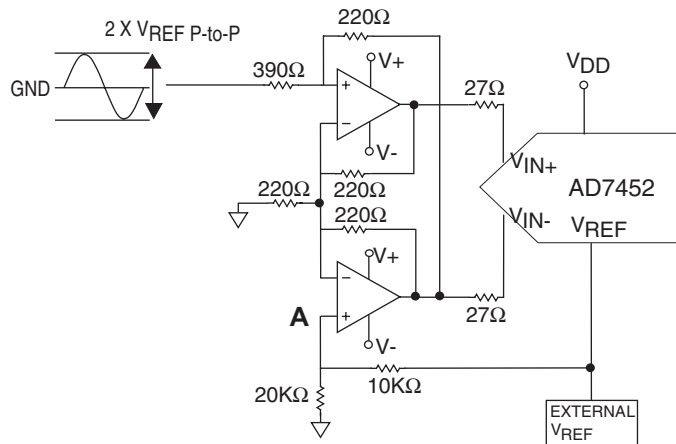 2 X VREF P-to-P
GND
390Ω
220Ω
V+
+
–
V-
27Ω
VDD
VIN+
AD7452
VIN-
VREF
220Ω
220Ω
220Ω
V+
–
A
+
V-
27Ω
20KΩ
10KΩ
EXTERNAL
VREF